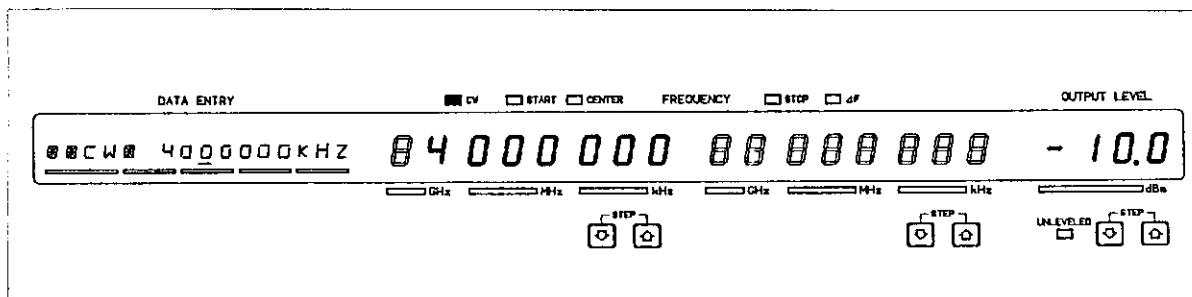 DATA ENTRY CW START CENTER FREQUENCY STOP ΔF OUTPUT LEVEL
CW 4000000KHZ 4 000 000 -10.0
GHz MHz kHz GHz MHz kHz dBm
STEP STEP UNLEVELED STEP